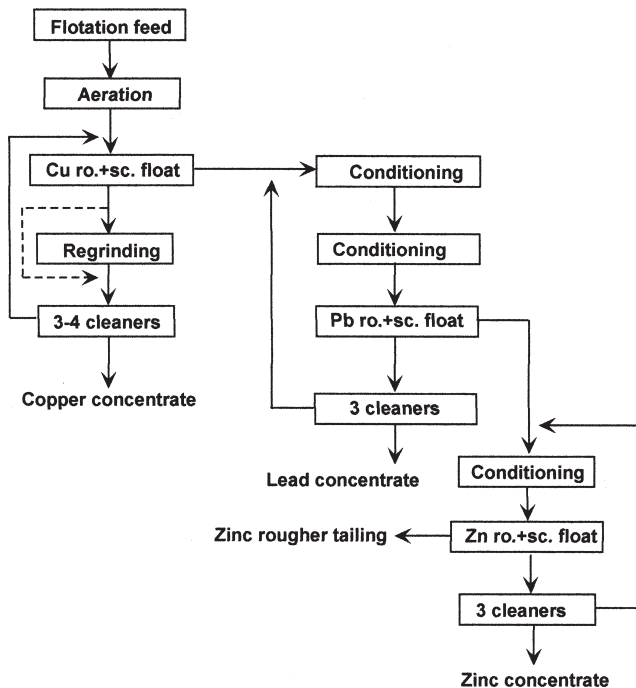 Flotation feed
Aeration
Cu ro.+sc. float
Conditioning
Regrinding
Conditioning
3-4 cleaners
Pb ro.+sc. float
Copper concentrate
3 cleaners
Lead concentrate
Conditioning
Zinc rougher tailing
Zn ro.+sc. float
3 cleaners
Zinc concentrate